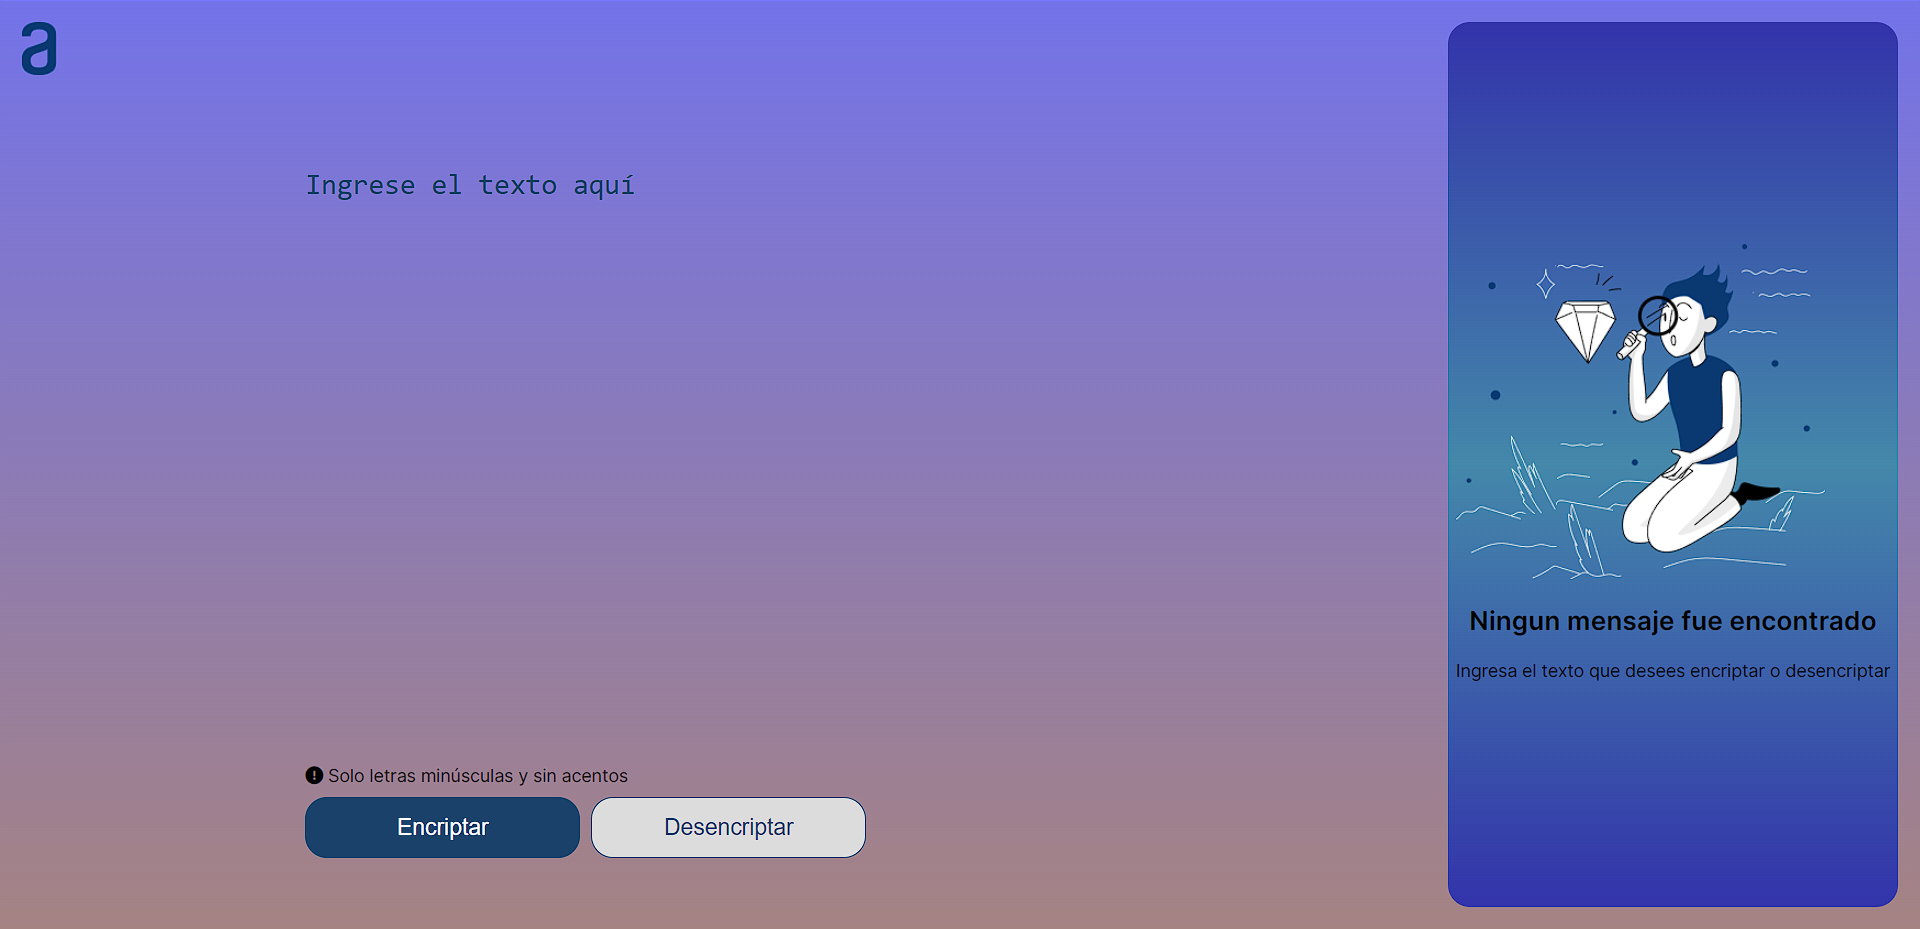 a
Ingrese el texto aquí
Solo letras minúsculas y sin acentos
Encriptar
Desencriptar
Ningun mensaje fue encontrado
Ingresa el texto que desees encriptar o desencriptar